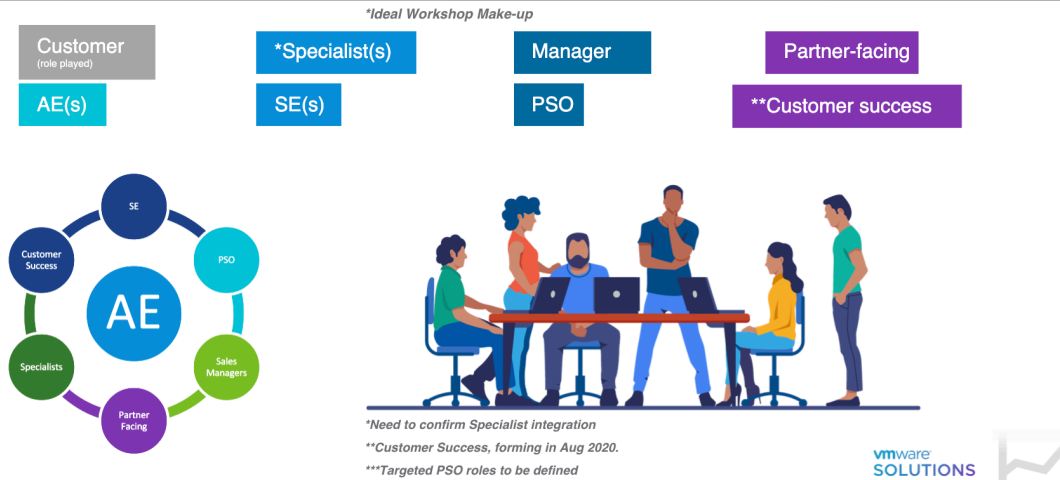 *Ideal Workshop Make-up
Customer
(role played)
*Specialist(s)
Manager
Partner-facing
AE(s)
SE(s)
PSO
**Customer success
SE
Customer
Success
PSO
AE
Specialists
Sales
Managers
Partner
Facing
*Need to confirm Specialist integration
**Customer Success, forming in Aug 2020.
***Targeted PSO roles to be defined
vmware
SOLUTIONS